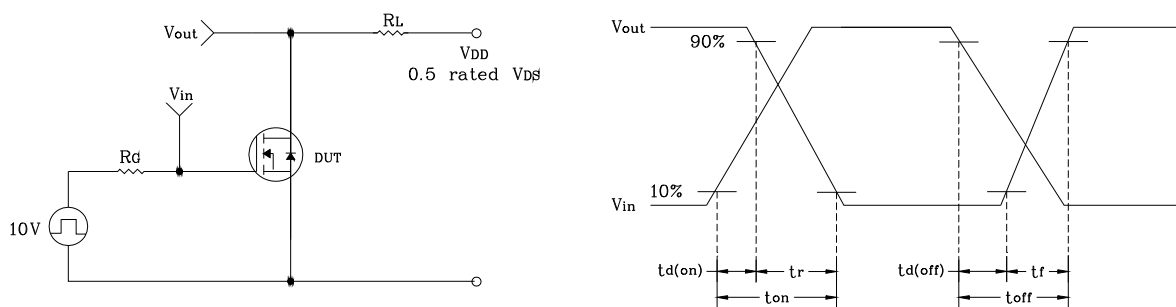 Vout
RL
VDD
0.5 rated VDS
Vin
RG
DUT
10V
Vout
90%
10%
Vin
td(on)
tr
td(off)
tf
ton
toff